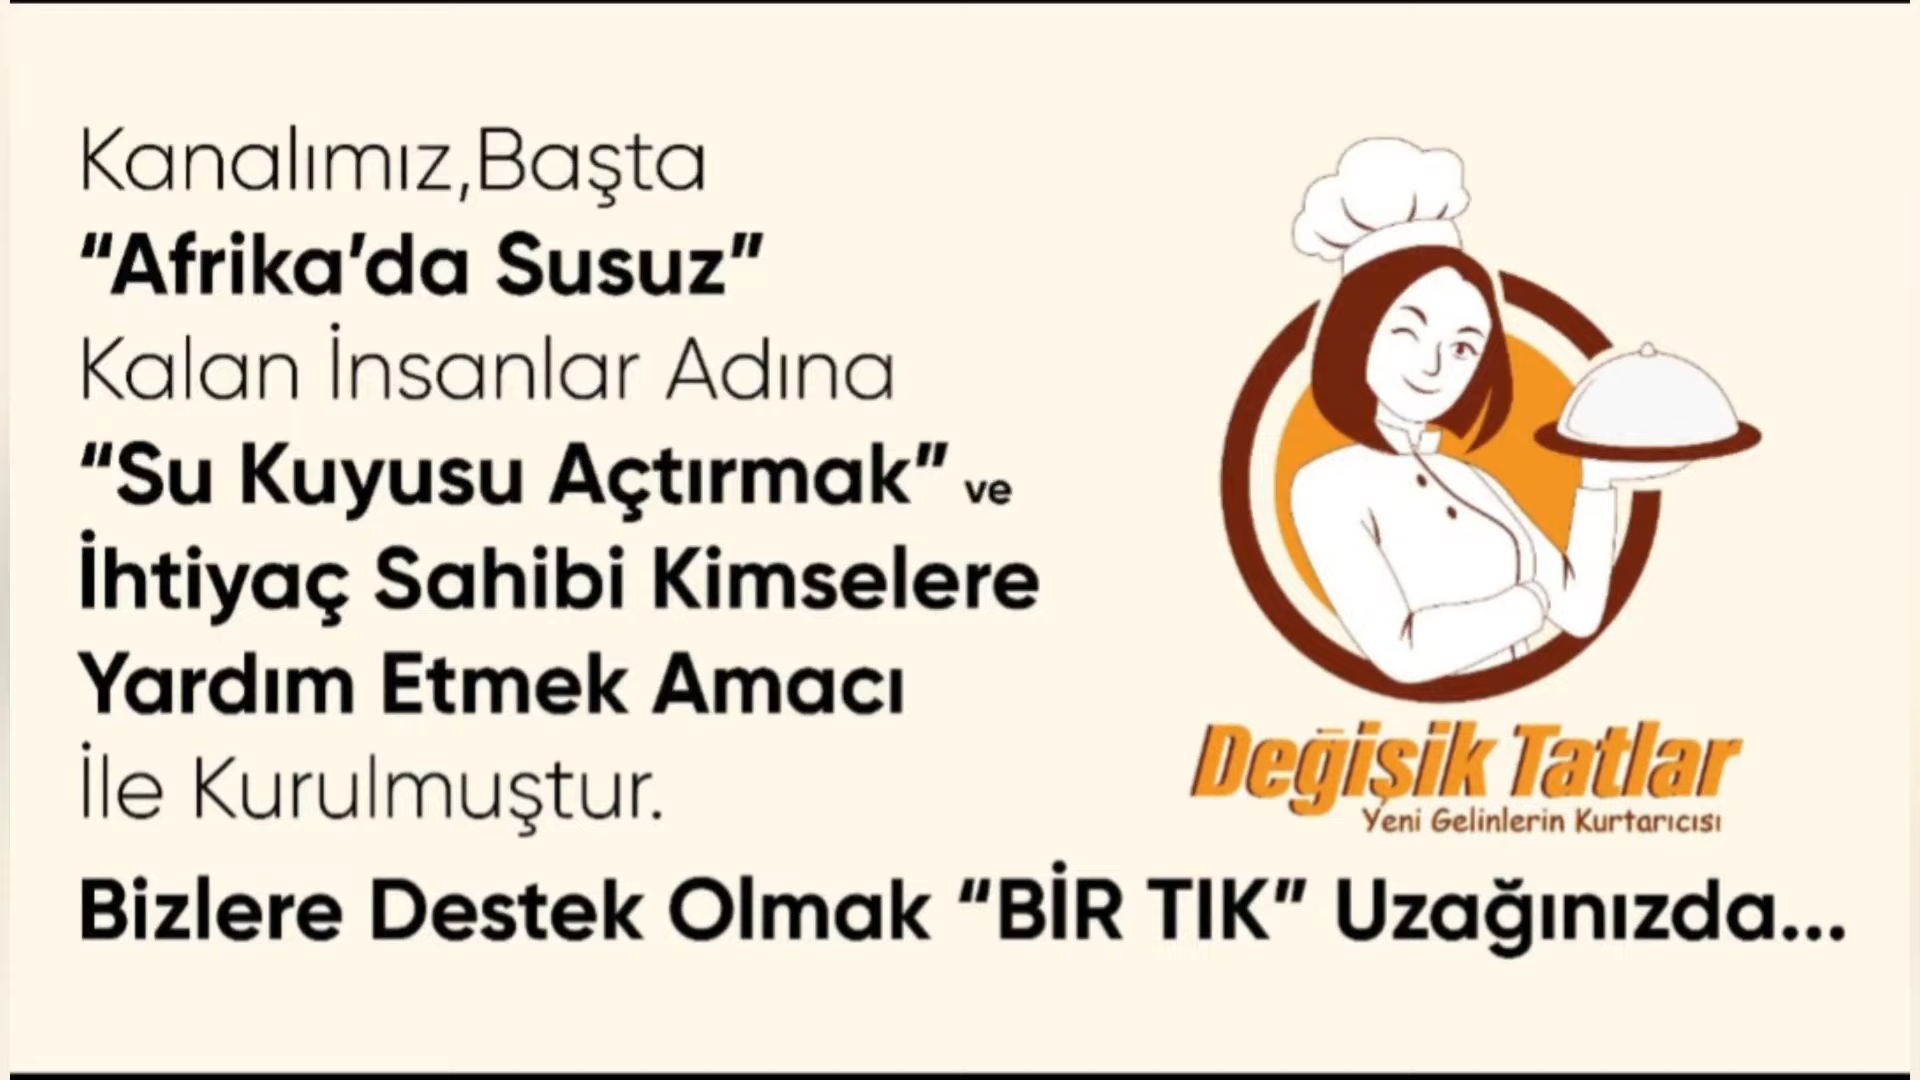 Kanalımız,Başta
“Afrika’da Susuz”
Kalan İnsanlar Adına
“Su Kuyusu Açtırmak” ve
İhtiyaç Sahibi Kimselere
Yardım Etmek Amacı
İle Kurulmuştur.
Bizlere Destek Olmak “BİR TIK” Uzağınızda...
Değişik Tatlar
Yeni Gelinlerin Kurtarıcısı